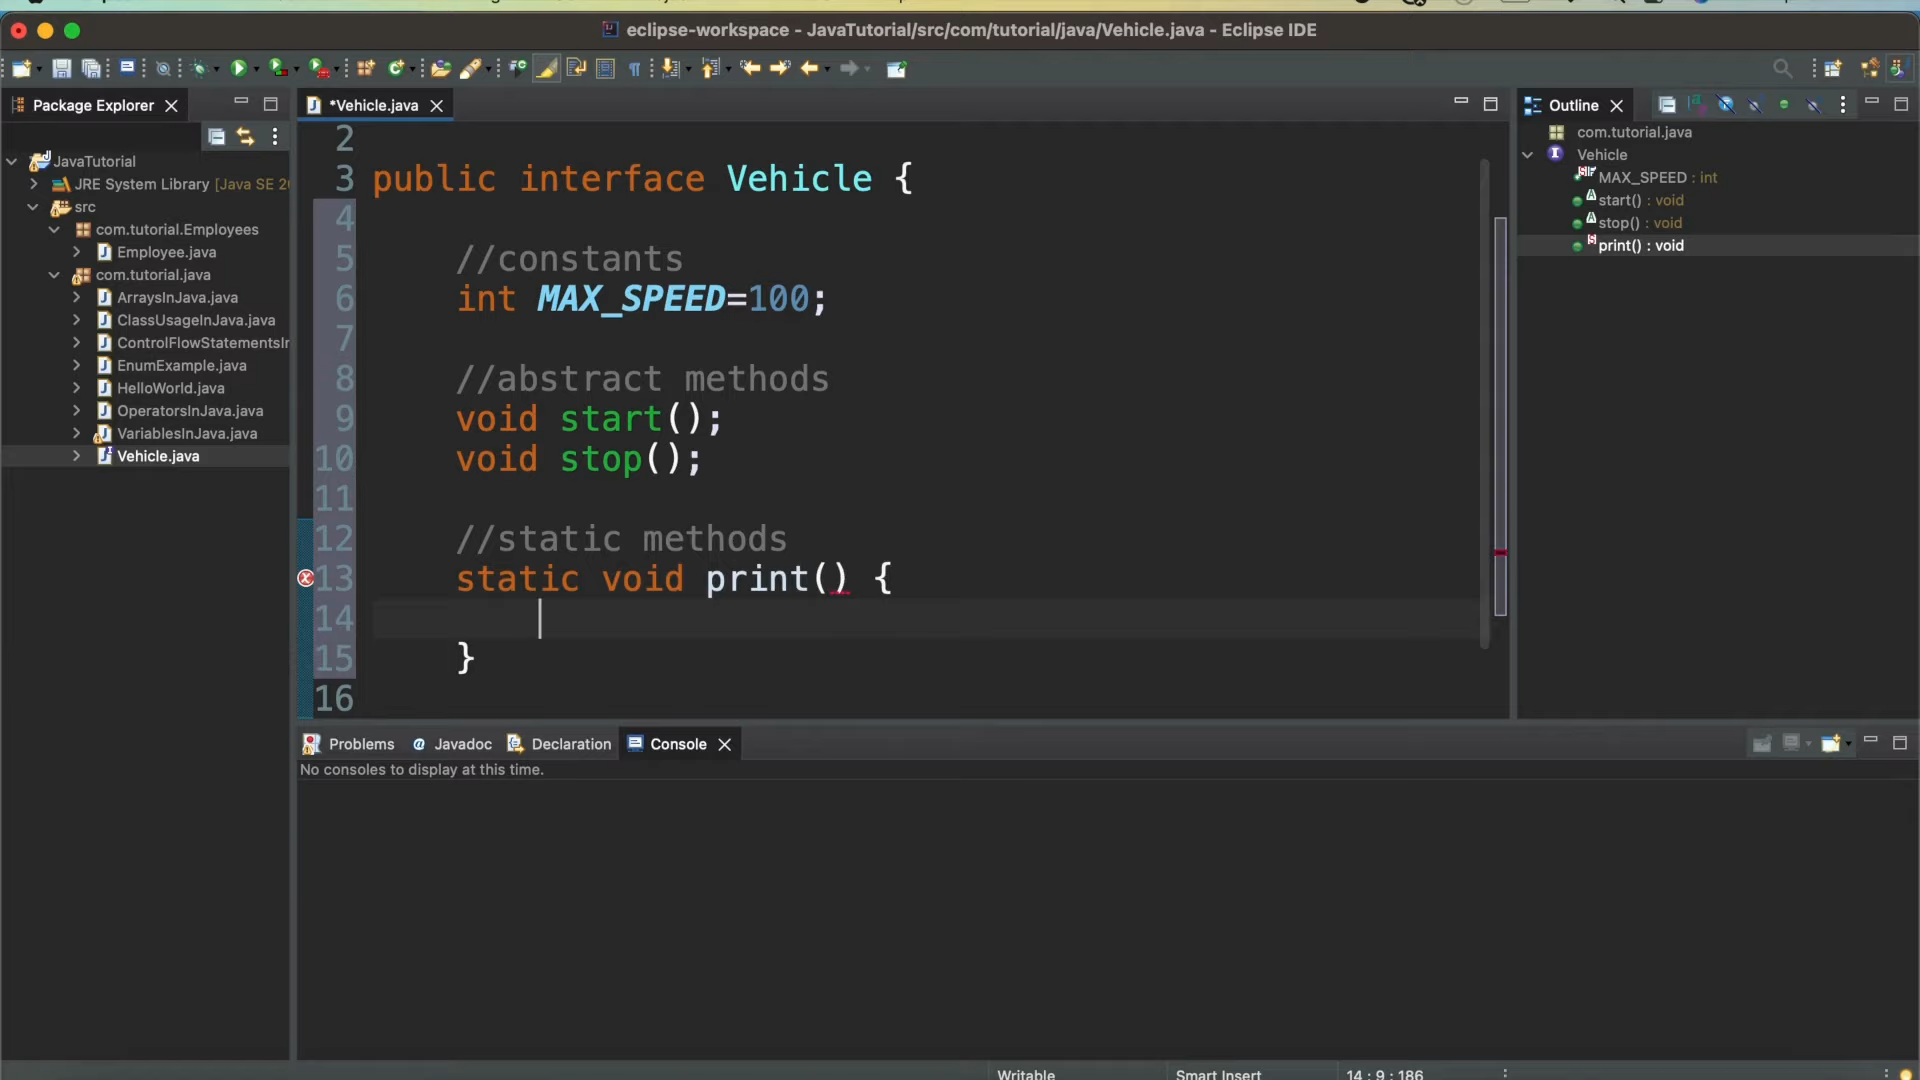 eclipse-workspace - JavaTutorial/src/com/tutorial/java/Vehicle.java - Eclipse IDE
Package Explorer
JavaTutorial
JRE System Library [Java SE 20
src
com.tutorial.Employees
Employee.java
com.tutorial.java
ArraysInJava.java
ClassUsageInJava.java
ControlFlowStatementsIn
EnumExample.java
HelloWorld.java
OperatorsInJava.java
VariablesInJava.java
Vehicle.java
*Vehicle.java
2
3 public interface Vehicle {
4
5 //constants
6 int MAX_SPEED=100;
7
8 //abstract methods
9 void start();
10 void stop();
11
12 //static methods
13 static void print() {
14
15 }
16
Outline
com.tutorial.java
Vehicle
MAX_SPEED : int
start() : void
stop() : void
print() : void
Problems @ Javadoc Declaration Console
No consoles to display at this time.
Writable Smart Insert 14 : 9 : 186